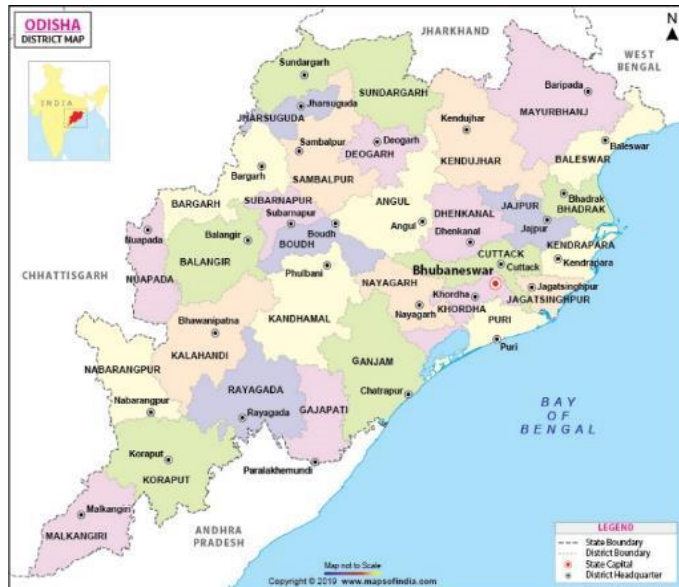 ODISHA
DISTRICT MAP
INDIA
JHARKHAND
N
WEST
BENGAL
Sundargarh
SUNDARGARH
Baripada
MAYURBHANJ
Jharsuguda
JHARSUGUDA
Kendujhar
KENDUJHAR
Deogarh
DEOGARH
Sambalpur
SAMBALPUR
Baleswar
BALESWAR
Bargarh
BARGARH
ANGUL
Angul
SUBARNAPUR
Subarnapur
DHENKANAL
Dhenkanal
JAJPUR
Jajpur
Bhadrak
BHADRAK
Nuapada
NUAPADA
Balangir
BALANGIR
Boudh
BOUDH
KENDRAPARA
Kendrapara
CUTTACK
Cuttack
Bhubaneswar
CHHATTISGARH
Phulbani
KANDHAMAL
NAYAGARH
Nayagarh
Khordha
KHORDHA
Jagatsinghpur
JAGATSINGHPUR
PURI
Puri
Bhawanipatna
KALAHANDI
GANJAM
Chatrapur
NABARANGPUR
Nabarangpur
RAYAGADA
Rayagada
GAJAPATI
Paralakhemundi
BAY
OF
BENGAL
Koraput
KORAPUT
Malkangiri
MALKANGIRI
ANDHRA
PRADESH
LEGEND
State Boundary
District Boundary
State Capital
District Headquarter
Map not to Scale
Copyright © 2019 www.mapsofindia.com